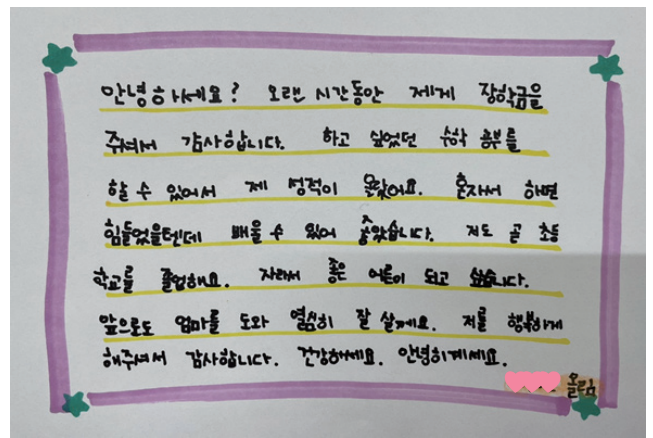 안녕하세요? 오랜 시간동안 제게 장학금을
주셔서 감사합니다. 하고 싶었던 수학 공부를
할 수 있어서 제 성적이 올랐어요. 혼자서 하면
힘들었을텐데 배울 수 있어 좋았습니다. 저도 곧 초등
학교를 졸업해요. 자라서 좋은 어른이 되고 싶습니다.
앞으로도 엄마를 도와 열심히 잘 살께요. 저를 행복하게
해주셔서 감사합니다. 건강하세요. 안녕히계세요.
올림